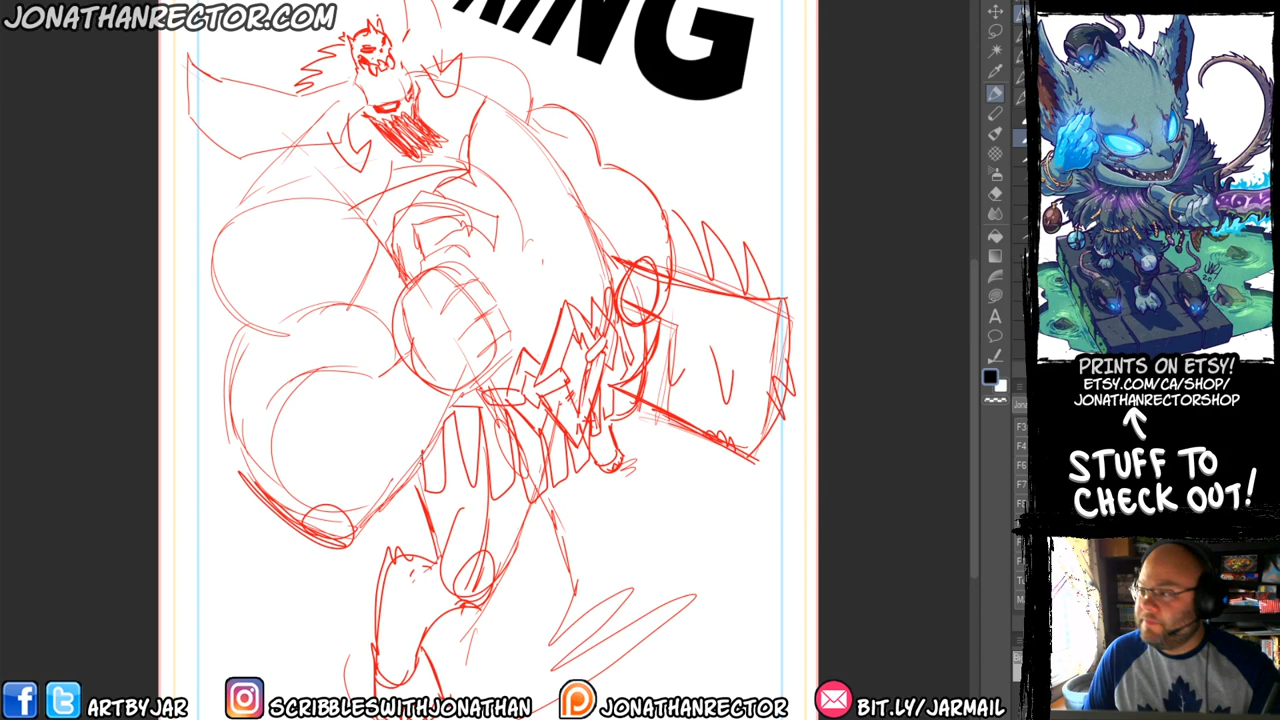 JONATHANRECTOR.COM
KING
PRINTS ON ETSY!
ETSY.COM/CA/SHOP/
JONATHANRECTORSHOP
STUFF TO
CHECK OUT!
ARTBYJAR
SCRIBBLESWITHJONATHAN
JONATHANRECTOR
BIT.LY/JARMAIL